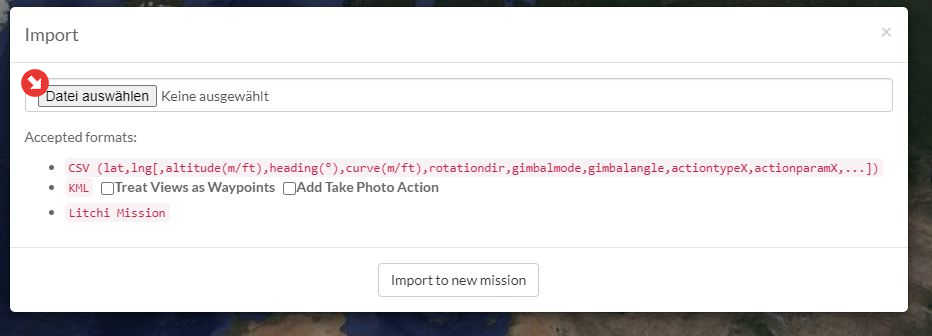 Import
×
Datei auswählen Keine ausgewählt
Accepted formats:
CSV (lat,lng[,altitude(m/ft),heading(°),curve(m/ft),rotationdir,gimbalmode,gimbalangle,actiontypeX,actionparamX,...])
KML Treat Views as Waypoints Add Take Photo Action
Litchi Mission
Import to new mission